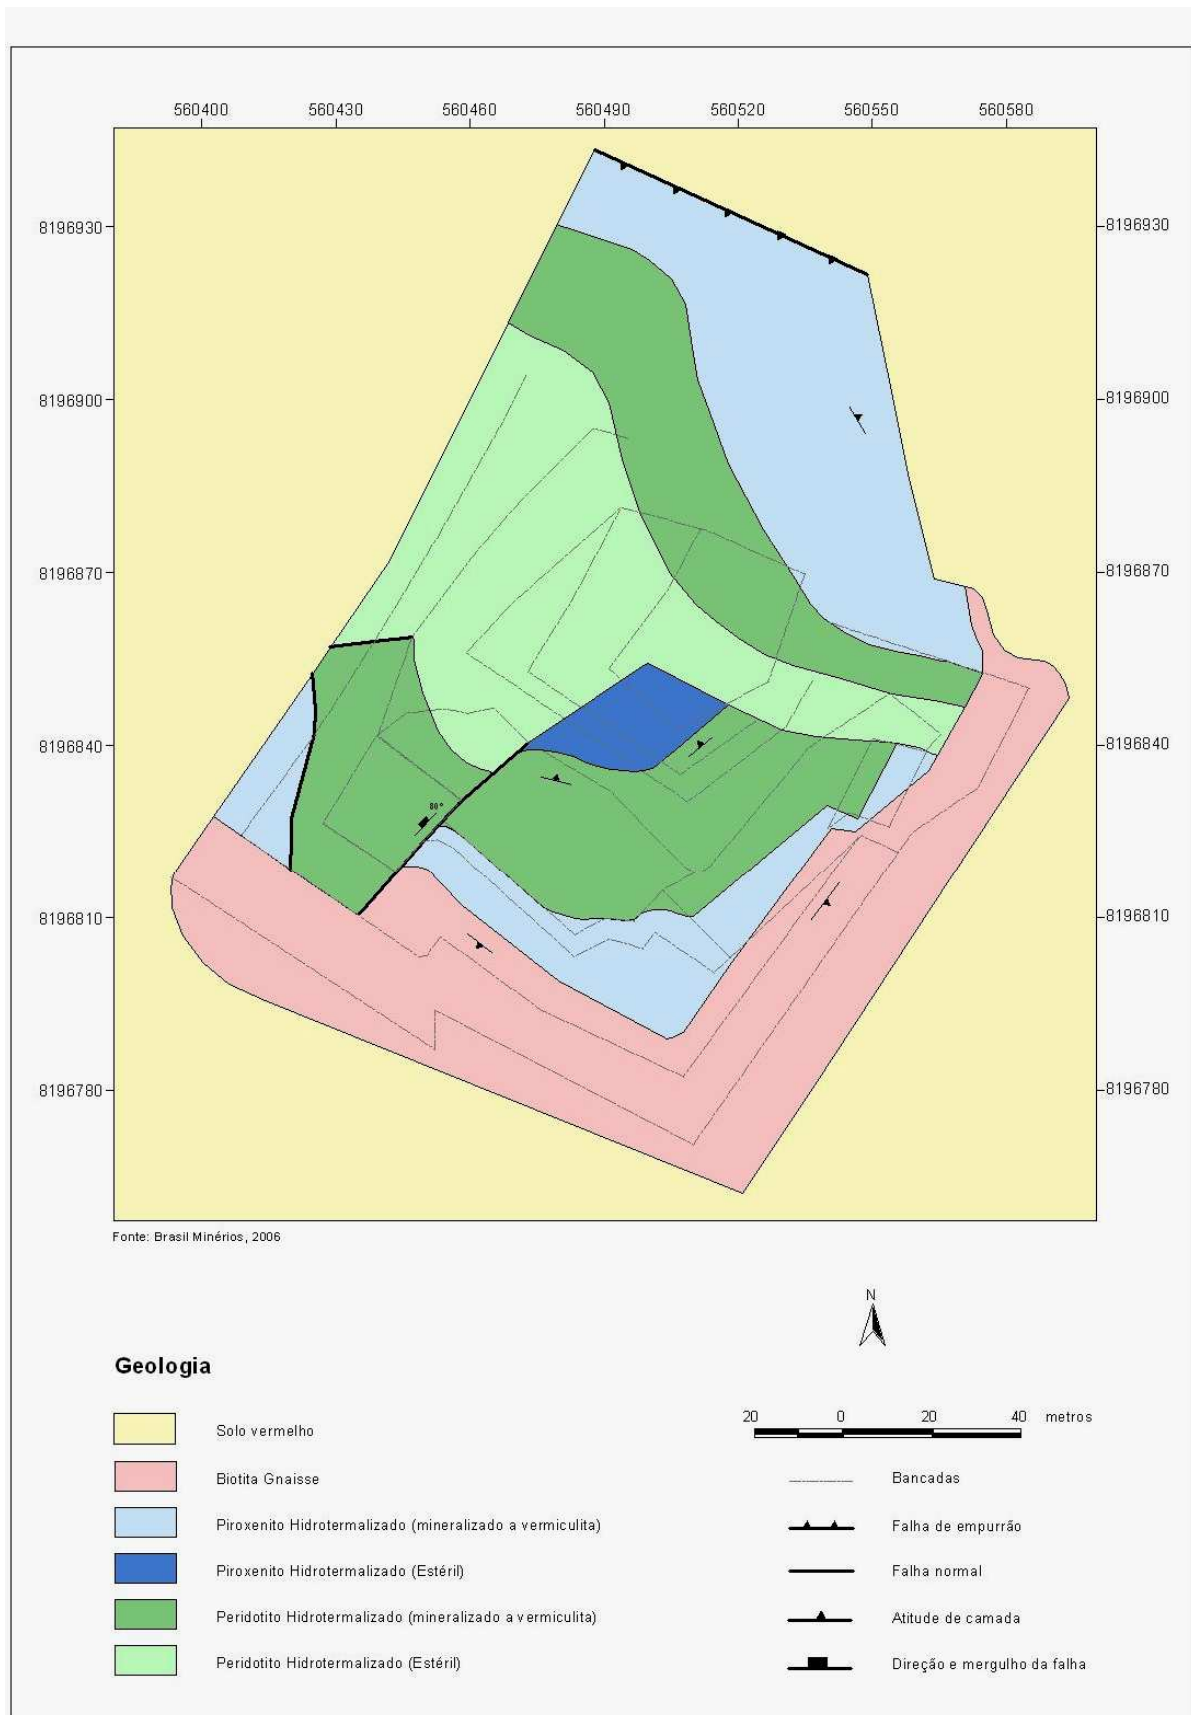 560400 560430 560460 560490 560520 560550 560580
8196930 8196930
8196900 8196900
8196870 8196870
8196840 8196840
80°
8196810 8196810
8196780 8196780
Fonte: Brasil Minérios, 2006
N
Geologia
20 0 20 40 metros
Solo vermelho
Biotita Gnaisse
Piroxenito Hidrotermalizado (mineralizado a vermiculita)
Piroxenito Hidrotermalizado (Estéril)
Peridotito Hidrotermalizado (mineralizado a vermiculita)
Peridotito Hidrotermalizado (Estéril)
Bancadas
Falha de empurrão
Falha normal
Atitude de camada
Direção e mergulho da falha